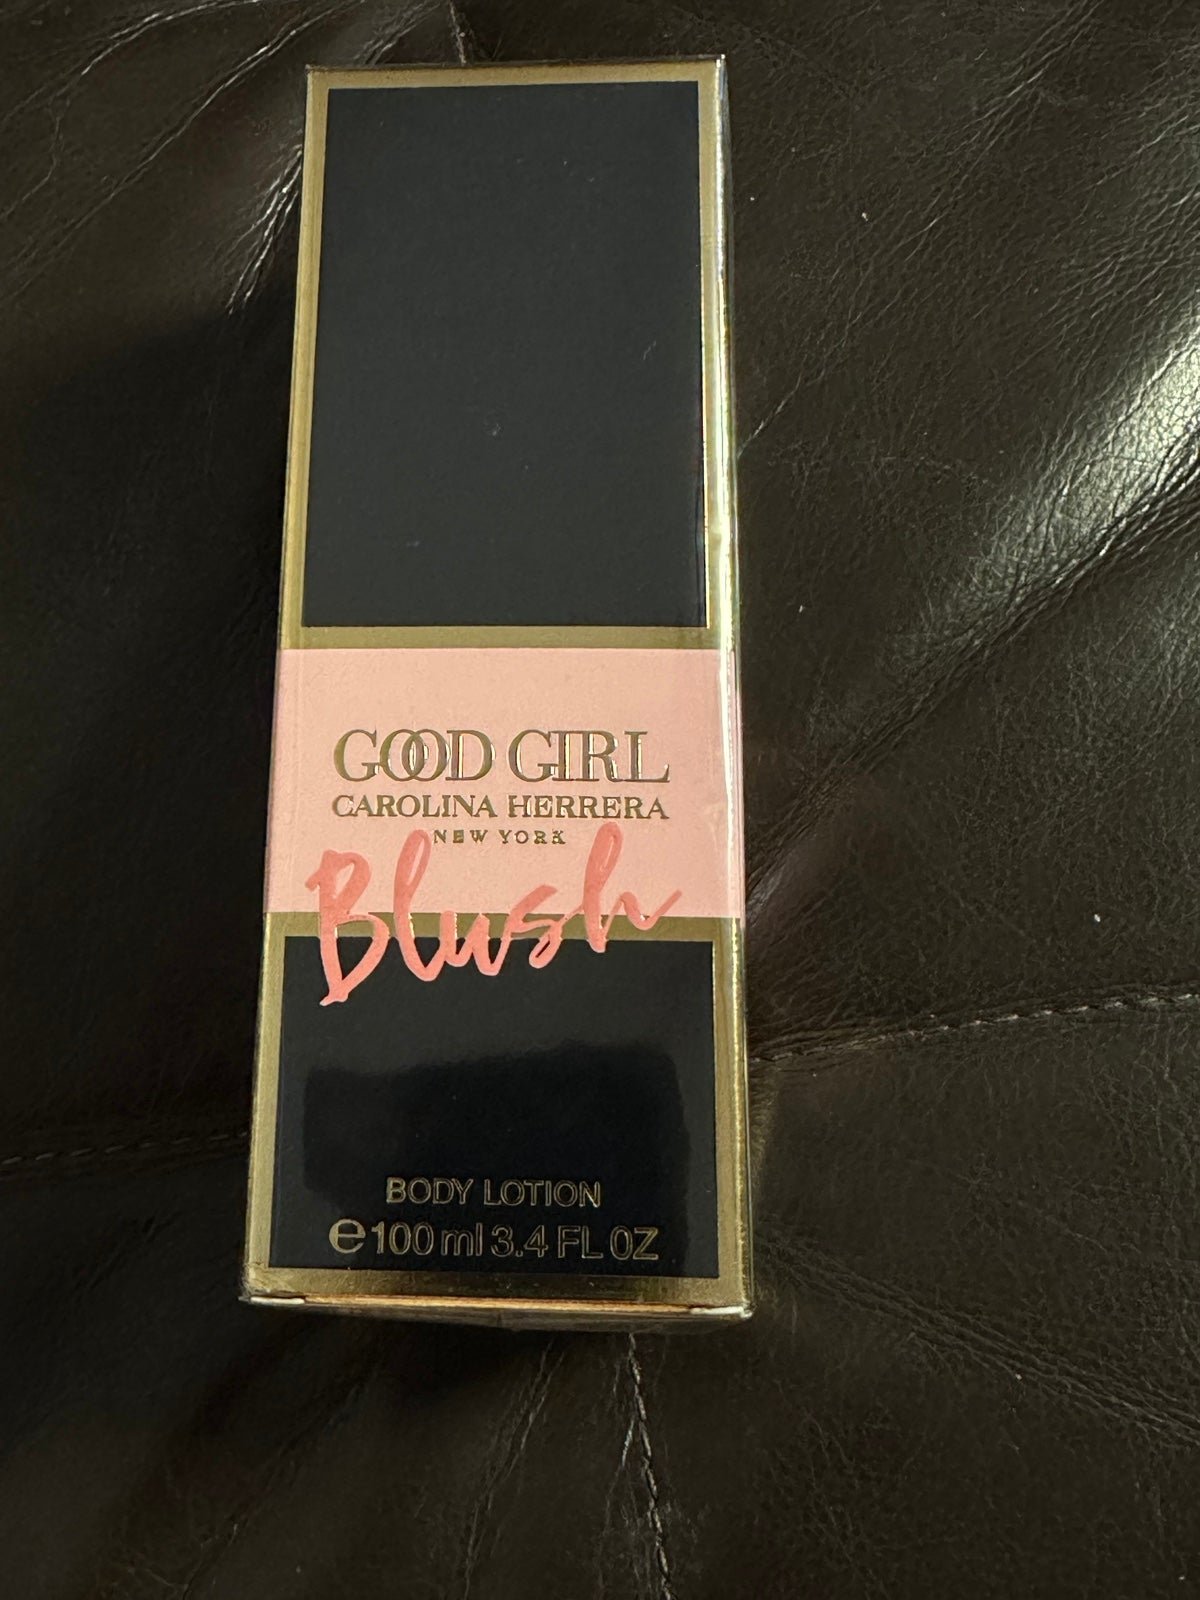 GOOD GIRL
CAROLINA HERRERA
NEW YORK
Blush
BODY LOTION
℮100 ml 3.4 FL OZ